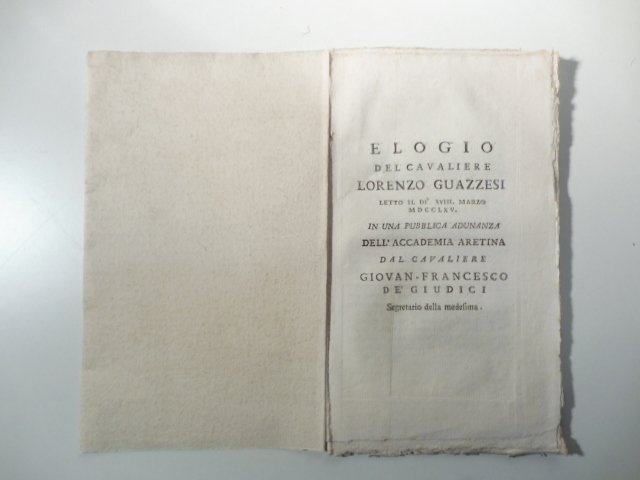 ELOGIO
DEL CAVALIERE
LORENZO GUAZZESI
LETTO IL DI' XVIII. MARZO
MDCCLXV.
IN UNA PUBBLICA ADUNANZA
DELL'ACCADEMIA ARETINA
DAL CAVALIERE
GIOVAN-FRANCESCO
DE' GIUDICI
Segretario della medesima.